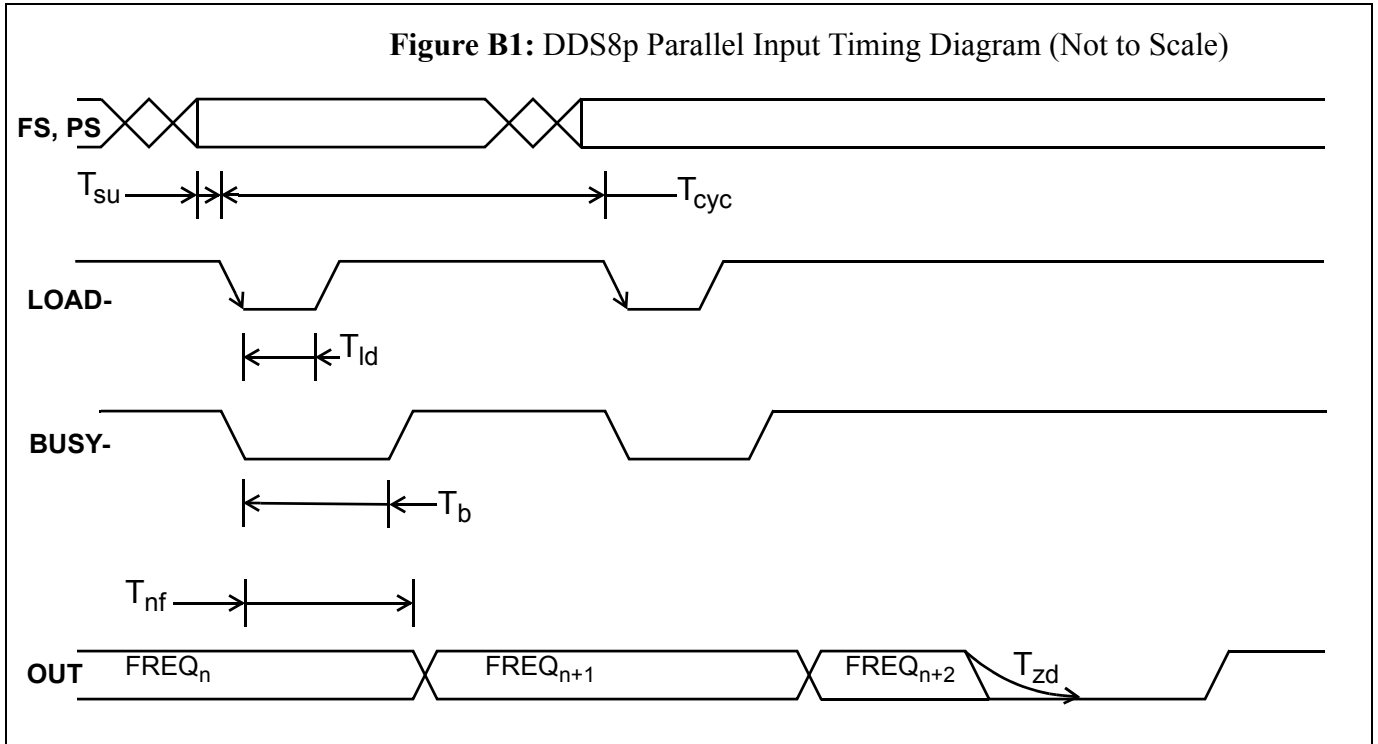 Figure B1: DDS8p Parallel Input Timing Diagram (Not to Scale)
FS, PS
Tsu
Tcyc
LOAD-
Tld
BUSY-
Tb
Tnf
OUT
FREQn
FREQn+1
FREQn+2
Tzd